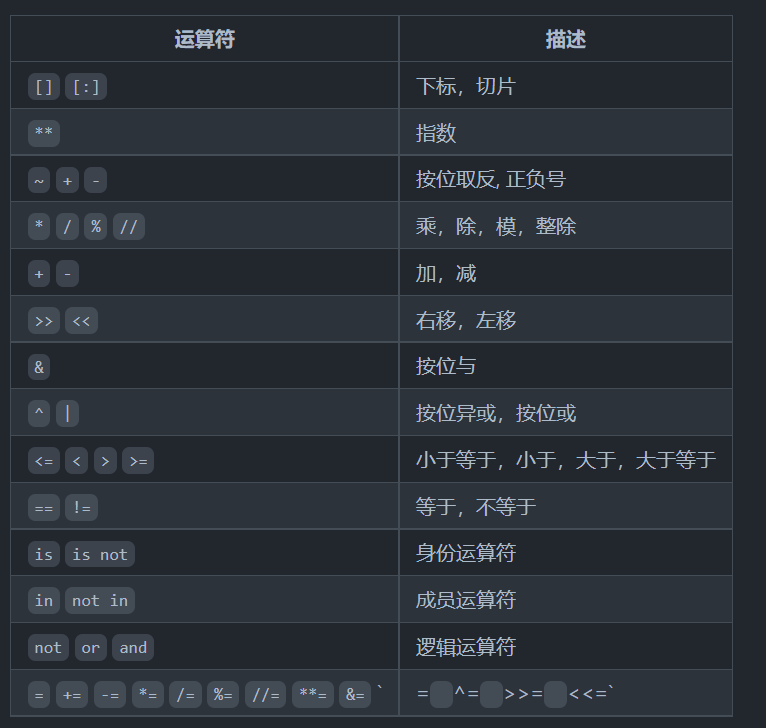 运算符 描述
[] [:] 下标，切片
** 指数
~ + - 按位取反, 正负号
* / % // 乘，除，模，整除
+ - 加，减
>> << 右移，左移
& 按位与
^ | 按位异或，按位或
<= < > >= 小于等于，小于，大于，大于等于
== != 等于，不等于
is is not 身份运算符
in not in 成员运算符
not or and 逻辑运算符
= += -= *= /= %= //= **= &= ` = ^= >>= <<=`